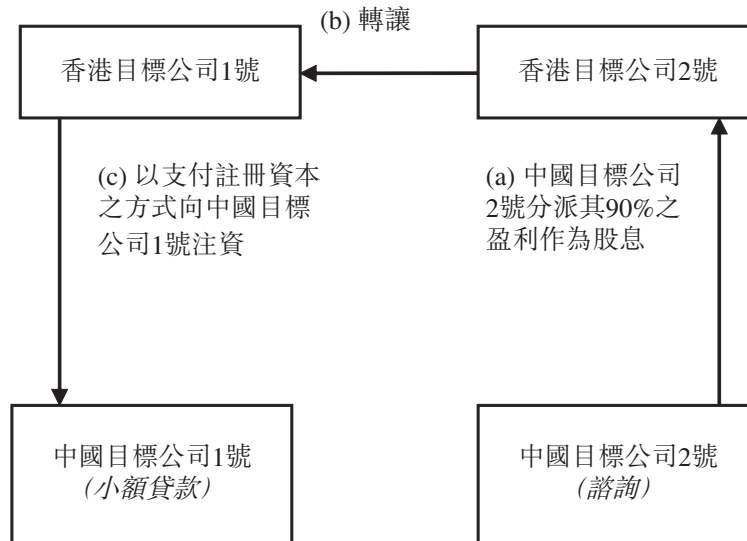 (b) 轉讓
香港目標公司1號
香港目標公司2號
(c) 以支付註冊資本
之方式向中國目標
公司1號注資
(a) 中國目標公司
2號分派其90%之
盈利作為股息
中國目標公司1號
(小額貸款)
中國目標公司2號
(諮詢)